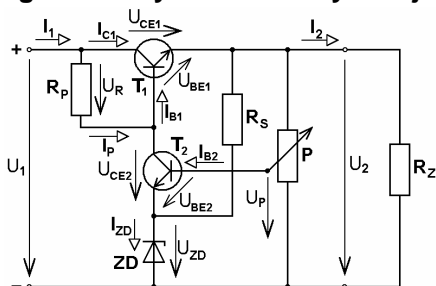 I1
IC1
UCE1
I2
+
T1
UBE1
RP
UR
IB1
RS
IP
T2
IB2
P
U1
UCE2
U2
RZ
UBE2
UP
IZD
ZD
UZD